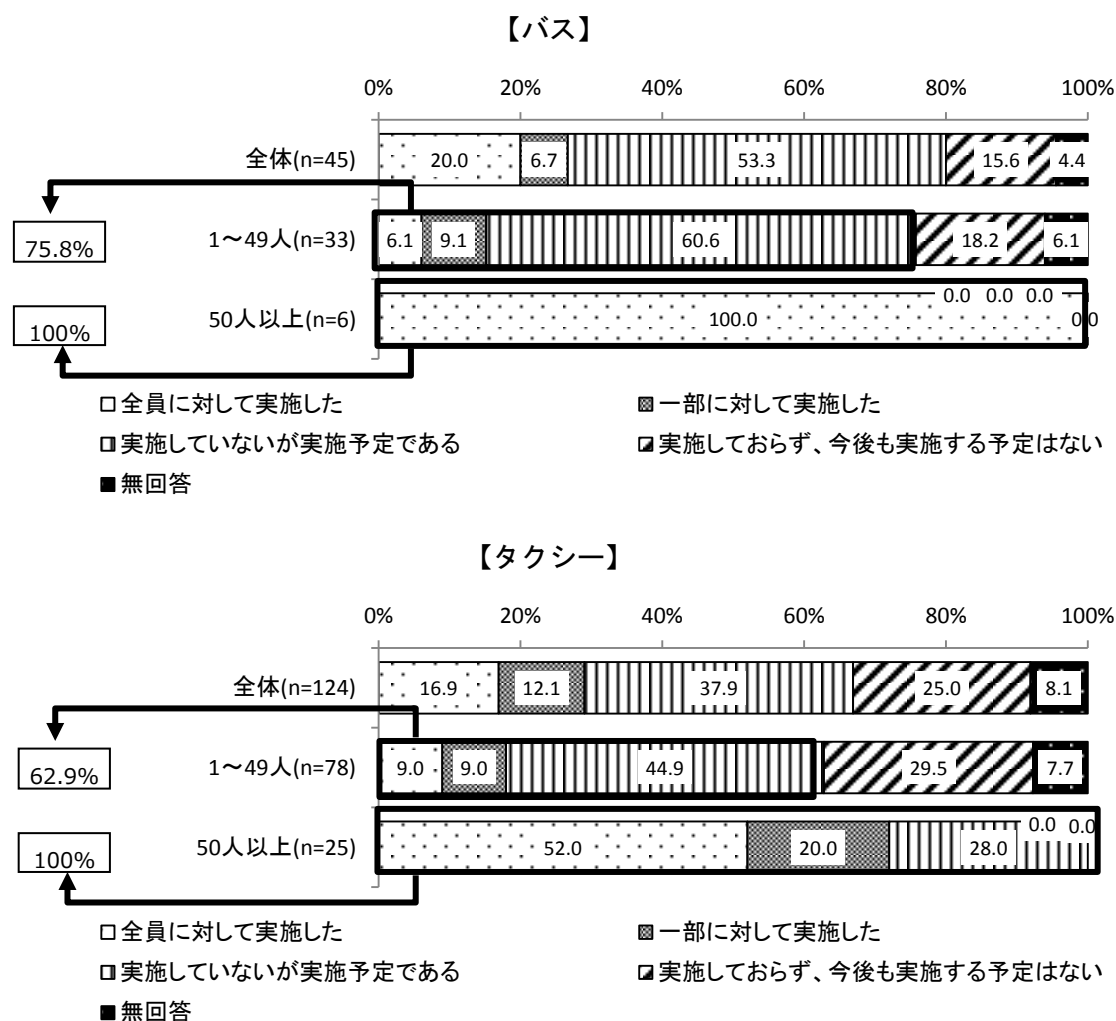 【バス】
0% 20% 40% 60% 80% 100%
全体(n=45) 20.0 6.7 53.3 15.6 4.4
75.8% 1～49人(n=33) 6.1 9.1 60.6 18.2 6.1
100% 50人以上(n=6) 100.0 0.0 0.0 0.0 0.0
全員に対して実施した 一部に対して実施した
実施していないが実施予定である 実施しておらず、今後も実施する予定はない
無回答
【タクシー】
0% 20% 40% 60% 80% 100%
全体(n=124) 16.9 12.1 37.9 25.0 8.1
62.9% 1～49人(n=78) 9.0 9.0 44.9 29.5 7.7
100% 50人以上(n=25) 52.0 20.0 28.0 0.0 0.0
全員に対して実施した 一部に対して実施した
実施していないが実施予定である 実施しておらず、今後も実施する予定はない
無回答